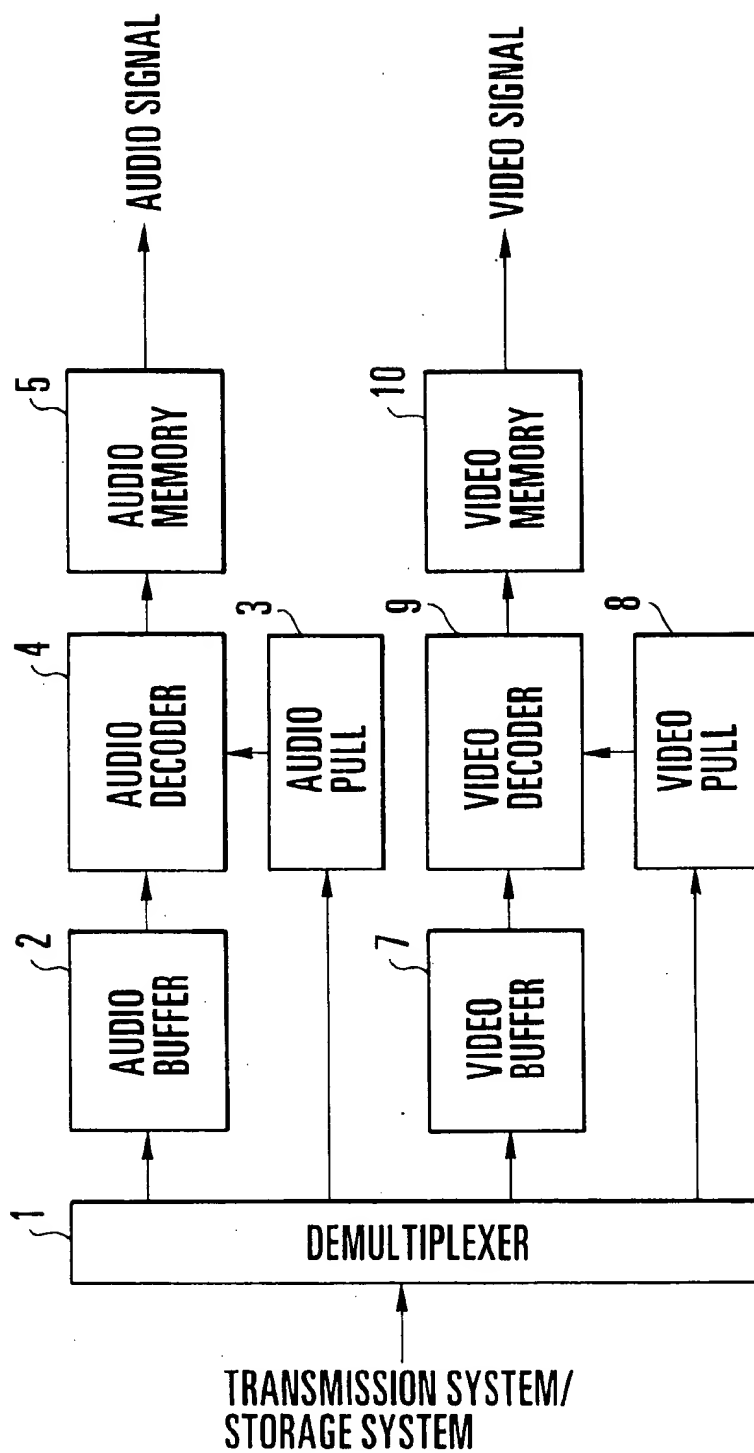 TRANSMISSION SYSTEM/
STORAGE SYSTEM
1
DEMULTIPLEXER
2
AUDIO
BUFFER
4
AUDIO
DECODER
5
AUDIO
MEMORY
AUDIO SIGNAL
3
AUDIO
PULL
7
VIDEO
BUFFER
9
VIDEO
DECODER
10
VIDEO
MEMORY
VIDEO SIGNAL
8
VIDEO
PULL